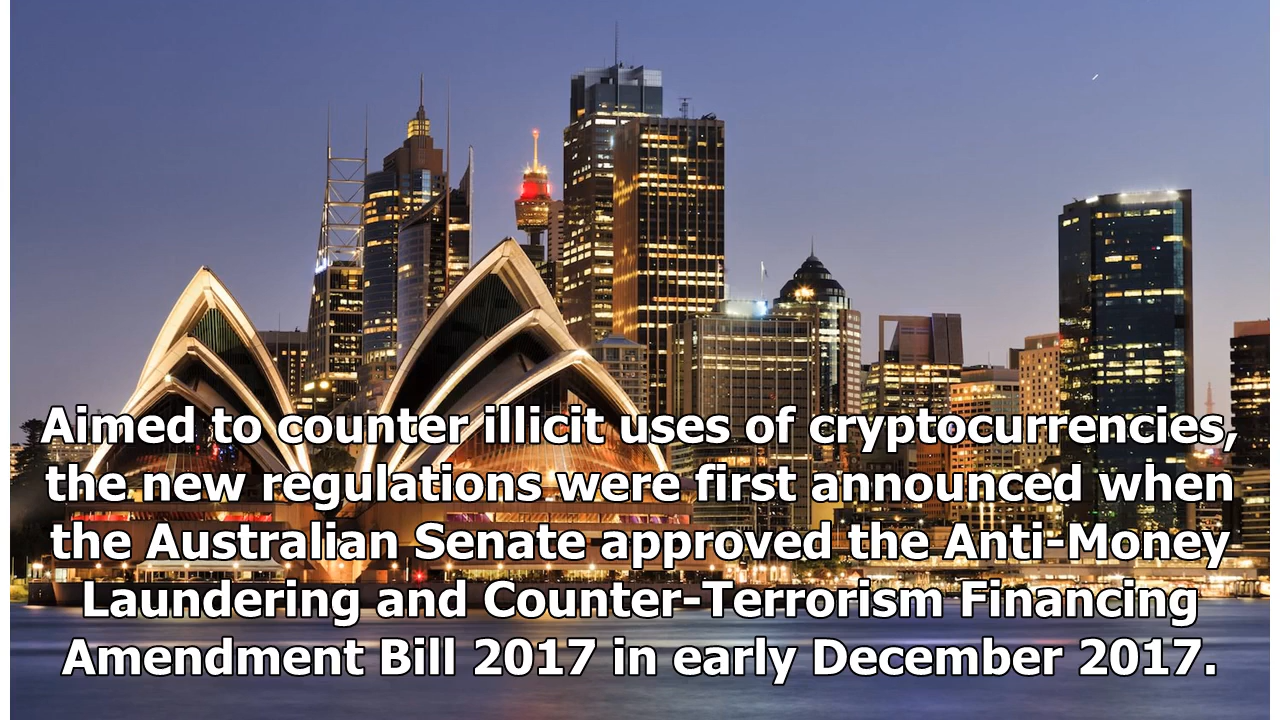 Aimed to counter illicit uses of cryptocurrencies,
the new regulations were first announced when
the Australian Senate approved the Anti-Money
Laundering and Counter-Terrorism Financing
Amendment Bill 2017 in early December 2017.